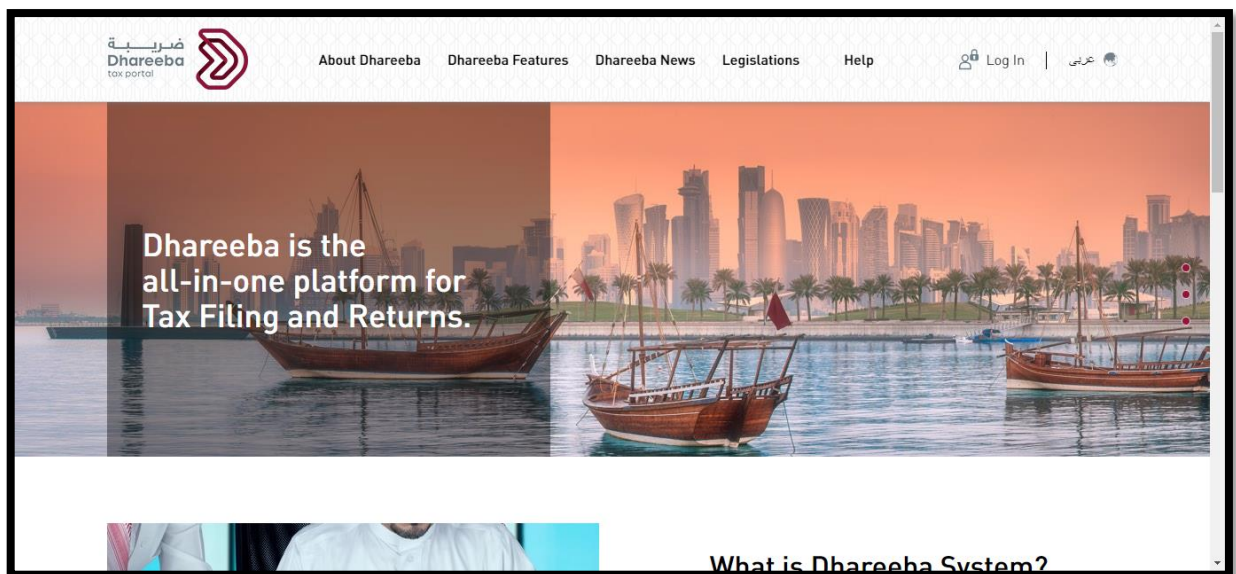 ضريبة
Dhareeba
tax portal
About Dhareeba
Dhareeba Features
Dhareeba News
Legislations
Help
Log In
عربى
Dhareeba is the
all-in-one platform for
Tax Filing and Returns.
What is Dhareeba System?